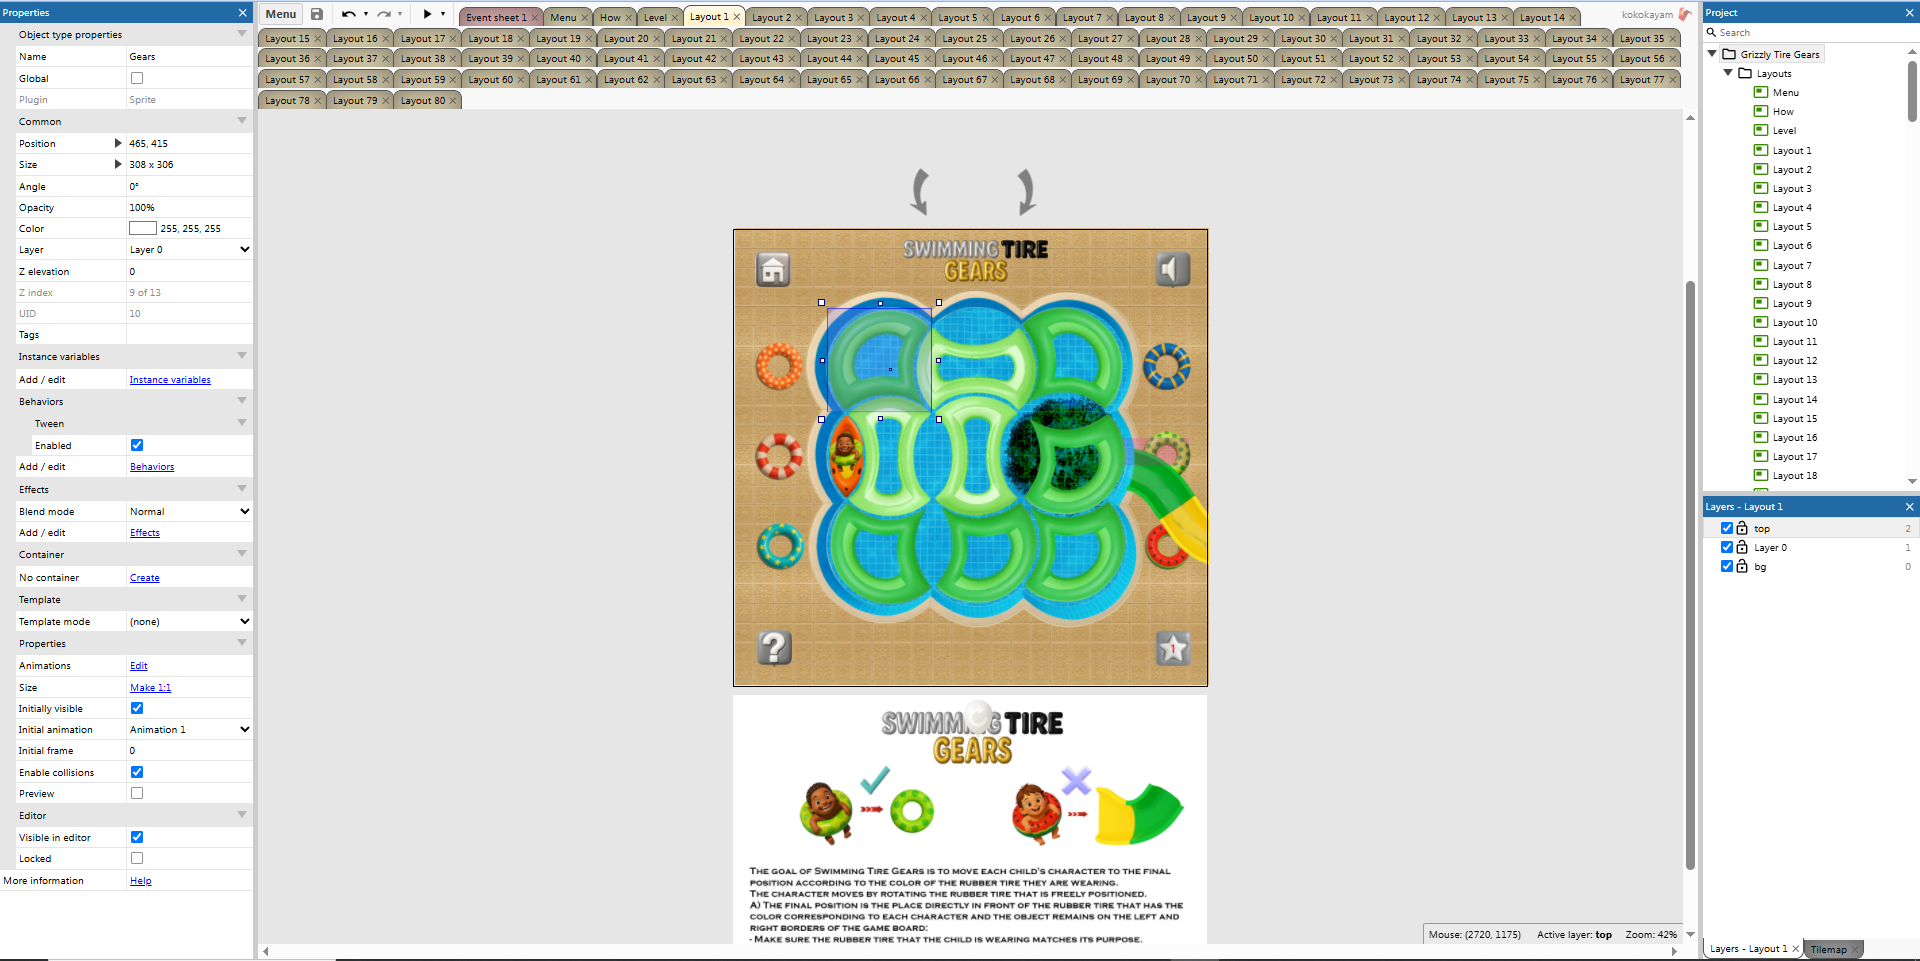 Properties
Object type properties
Name Gears
Global
Plugin Sprite
Common
Position 465, 415
Size 308 x 306
Angle 0°
Opacity 100%
Color 255, 255, 255
Layer Layer 0
Z elevation 0
Z index 9 of 13
UID 10
Tags
Instance variables
Add / edit Instance variables
Behaviors
Tween
Enabled
Add / edit Behaviors
Effects
Blend mode Normal
Add / edit Effects
Container
No container Create
Template
Template mode (none)
Properties
Animations Edit
Size Make 1:1
Initially visible
Initial animation Animation 1
Initial frame 0
Enable collisions
Preview
Editor
Visible in editor
Locked
More information Help
Menu
Event sheet 1 Menu How Level Layout 1 Layout 2 Layout 3 Layout 4 Layout 5 Layout 6 Layout 7 Layout 8 Layout 9 Layout 10 Layout 11 Layout 12 Layout 13 Layout 14
kokokayam
Layout 15 Layout 16 Layout 17 Layout 18 Layout 19 Layout 20 Layout 21 Layout 22 Layout 23 Layout 24 Layout 25 Layout 26 Layout 27 Layout 28 Layout 29 Layout 30 Layout 31 Layout 32 Layout 33 Layout 34 Layout 35
Layout 36 Layout 37 Layout 38 Layout 39 Layout 40 Layout 41 Layout 42 Layout 43 Layout 44 Layout 45 Layout 46 Layout 47 Layout 48 Layout 49 Layout 50 Layout 51 Layout 52 Layout 53 Layout 54 Layout 55 Layout 56
Layout 57 Layout 58 Layout 59 Layout 60 Layout 61 Layout 62 Layout 63 Layout 64 Layout 65 Layout 66 Layout 67 Layout 68 Layout 69 Layout 70 Layout 71 Layout 72 Layout 73 Layout 74 Layout 75 Layout 76 Layout 77
Layout 78 Layout 79 Layout 80
SWIMMING TIRE
GEARS
?
1
TIRE
GEARS
THE GOAL OF SWIMMING TIRE GEARS IS TO MOVE EACH CHILD'S CHARACTER TO THE FINAL
POSITION ACCORDING TO THE COLOR OF THE RUBBER TIRE THEY ARE WEARING.
THE CHARACTER MOVES BY ROTATING THE RUBBER TIRE THAT IS FREELY POSITIONED.
A) THE FINAL POSITION IS THE PLACE DIRECTLY IN FRONT OF THE RUBBER TIRE THAT HAS THE
COLOR CORRESPONDING TO EACH CHARACTER AND THE OBJECT REMAINS ON THE LEFT AND
RIGHT BORDERS OF THE GAME BOARD:
- MAKE SURE THE RUBBER TIRE THAT THE CHILD IS WEARING MATCHES ITS PURPOSE.
Mouse: (2720, 1175) Active layer: top Zoom: 42%
Project
Search
Grizzly Tire Gears
Layouts
Menu
How
Level
Layout 1
Layout 2
Layout 3
Layout 4
Layout 5
Layout 6
Layout 7
Layout 8
Layout 9
Layout 10
Layout 11
Layout 12
Layout 13
Layout 14
Layout 15
Layout 16
Layout 17
Layout 18
Layers - Layout 1
top 2
Layer 0 1
bg 0
Layers - Layout 1 Tilemap